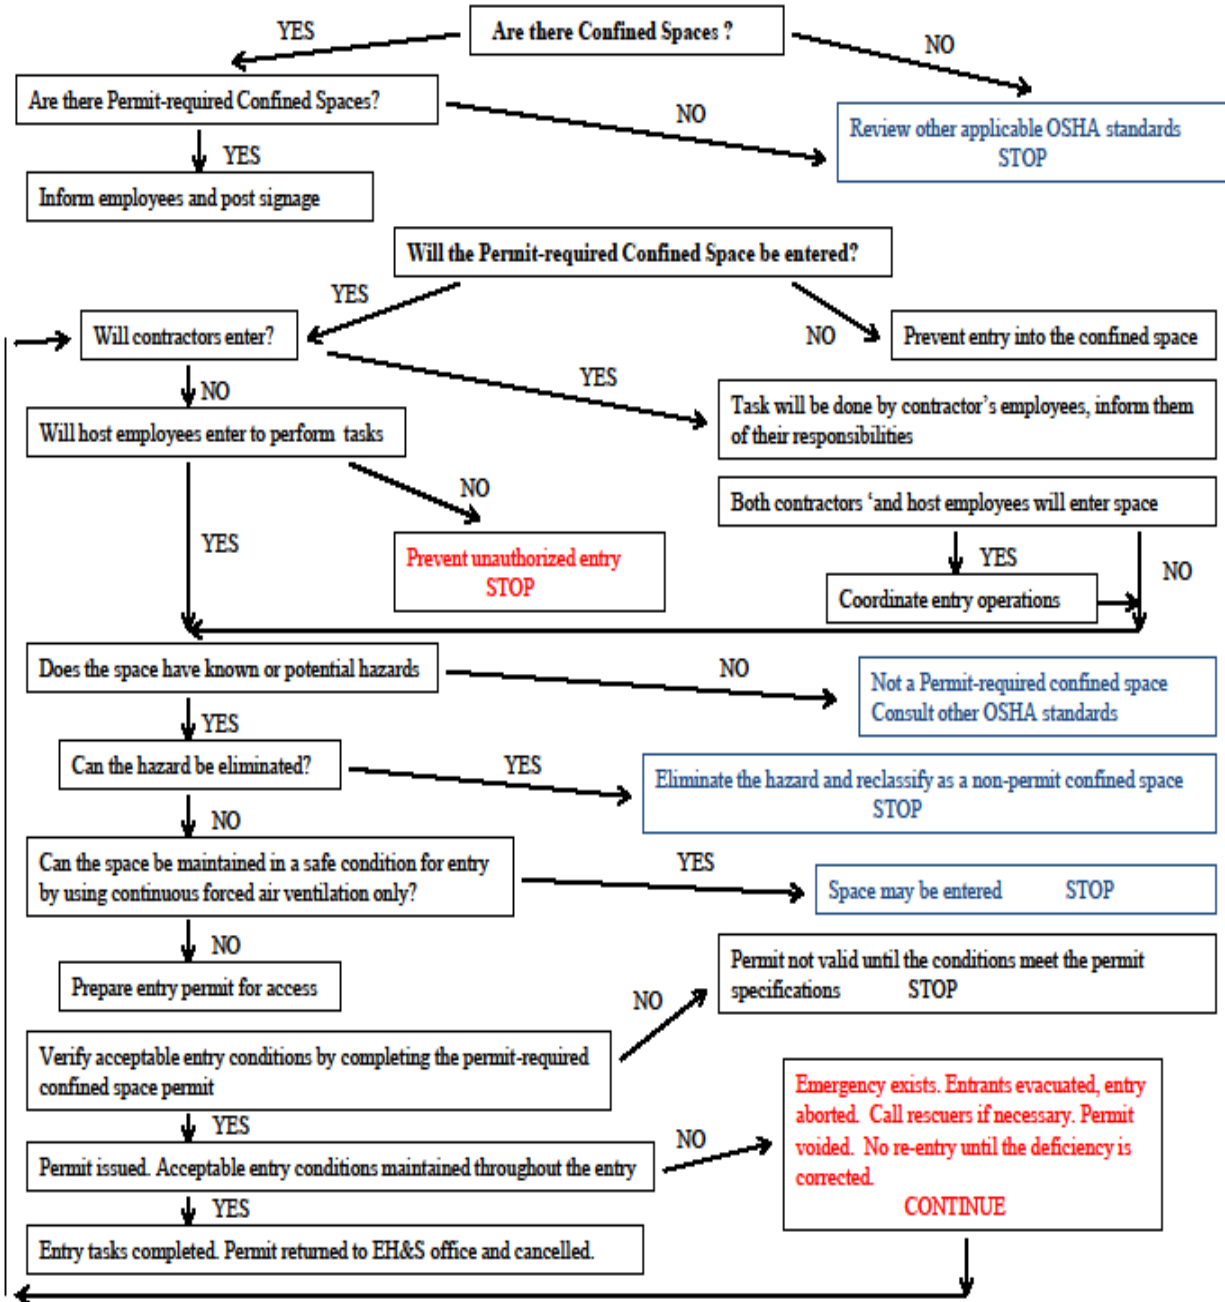 Are there Confined Spaces ?
YES
NO
Are there Permit-required Confined Spaces?
NO
Review other applicable OSHA standards
STOP
YES
Inform employees and post signage
Will the Permit-required Confined Space be entered?
YES
NO
Will contractors enter?
Prevent entry into the confined space
YES
NO
Task will be done by contractor's employees, inform them
of their responsibilities
Will host employees enter to perform tasks
NO
Both contractors 'and host employees will enter space
YES
Prevent unauthorized entry
STOP
YES
NO
Coordinate entry operations
Does the space have known or potential hazards
NO
Not a Permit-required confined space
Consult other OSHA standards
YES
Can the hazard be eliminated?
YES
Eliminate the hazard and reclassify as a non-permit confined space
STOP
NO
Can the space be maintained in a safe condition for entry
by using continuous forced air ventilation only?
YES
Space may be entered STOP
NO
Prepare entry permit for access
Permit not valid until the conditions meet the permit
specifications STOP
NO
Verify acceptable entry conditions by completing the permit-required
confined space permit
YES
Emergency exists. Entrants evacuated, entry
aborted. Call rescuers if necessary. Permit
voided. No re-entry until the deficiency is
corrected.
CONTINUE
NO
Permit issued. Acceptable entry conditions maintained throughout the entry
YES
Entry tasks completed. Permit returned to EH&S office and cancelled.